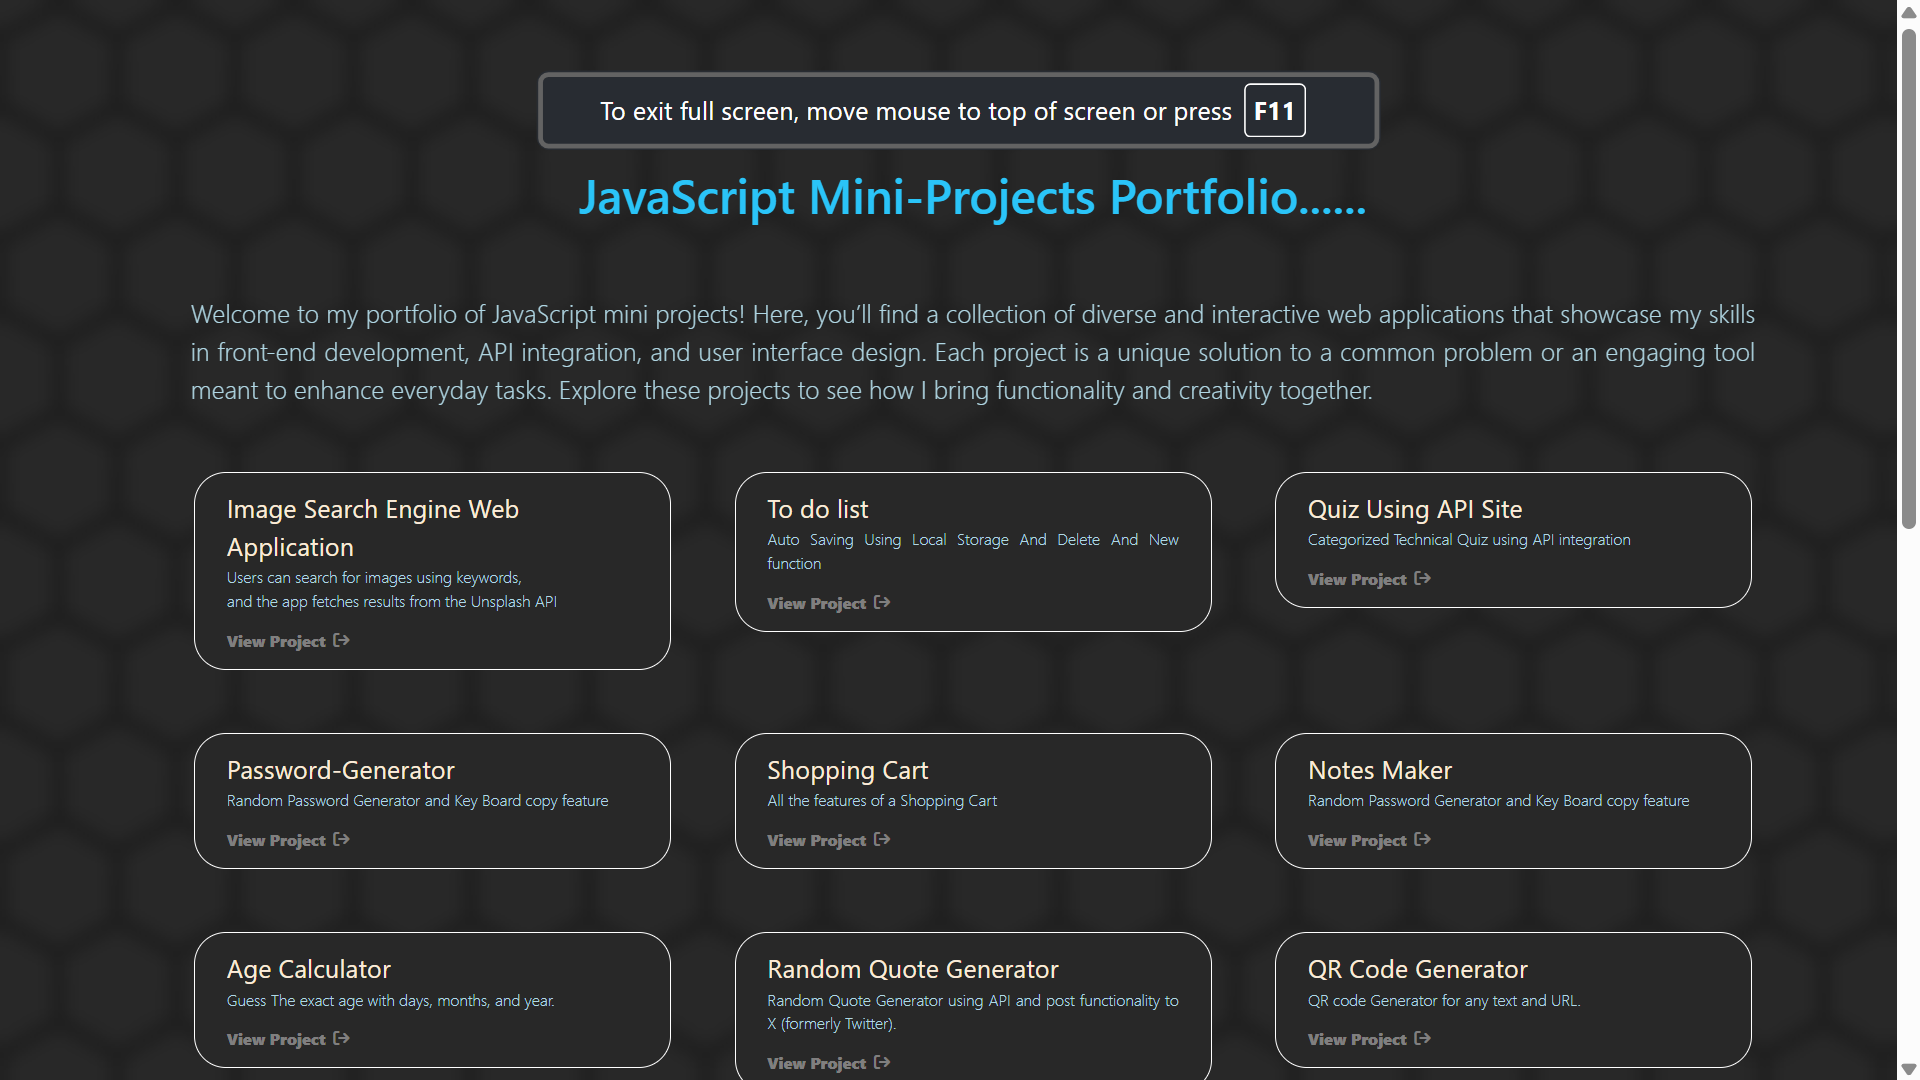 To exit full screen, move mouse to top of screen or press F11
JavaScript Mini-Projects Portfolio......
Welcome to my portfolio of JavaScript mini projects! Here, you’ll find a collection of diverse and interactive web applications that showcase my skills
in front-end development, API integration, and user interface design. Each project is a unique solution to a common problem or an engaging tool
meant to enhance everyday tasks. Explore these projects to see how I bring functionality and creativity together.
Image Search Engine Web
Application
Users can search for images using keywords,
and the app fetches results from the Unsplash API
View Project
To do list
Auto Saving Using Local Storage And Delete And New
function
View Project
Quiz Using API Site
Categorized Technical Quiz using API integration
View Project
Password-Generator
Random Password Generator and Key Board copy feature
View Project
Shopping Cart
All the features of a Shopping Cart
View Project
Notes Maker
Random Password Generator and Key Board copy feature
View Project
Age Calculator
Guess The exact age with days, months, and year.
View Project
Random Quote Generator
Random Quote Generator using API and post functionality to
X (formerly Twitter).
View Project
QR Code Generator
QR code Generator for any text and URL.
View Project